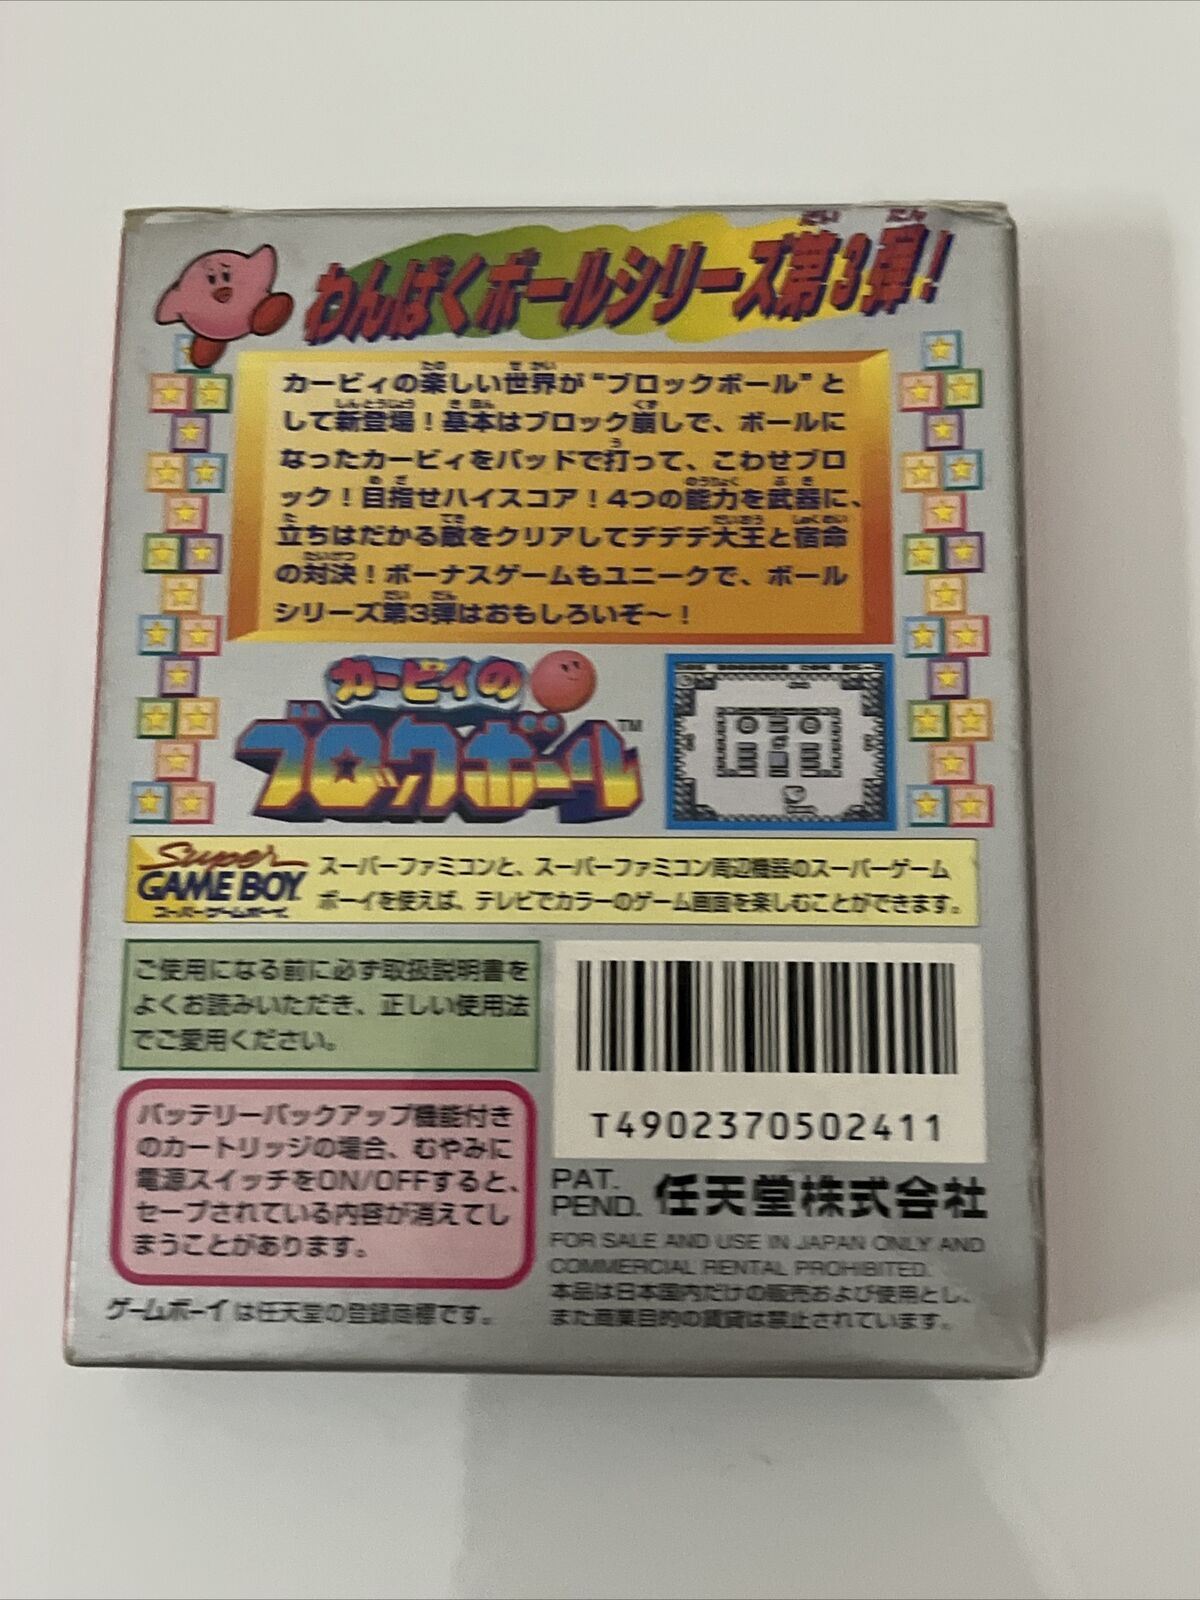 わんぱくボールシリーズ第3弾!
カービィの楽しい世界が“ブロックボール”と
して新登場!基本はブロック崩しで、ボールに
なったカービィをパッドで打って、こわせブロ
ック!目指せハイスコア!4つの能力を武器に、
立ちはだかる敵をクリアしてデデデ大王と宿命
の対決!ボーナスゲームもユニークで、ボール
シリーズ第3弾はおもしろいぞ〜!
カービィの
ブロックボール™
Super
GAME BOY
スーパーゲームボーイ
スーパーファミコンと、スーパーファミコン周辺機器のスーパーゲーム
ボーイを使えば、テレビでカラーのゲーム画面を楽しむことができます。
ご使用になる前に必ず取扱説明書を
よくお読みいただき、正しい使用法
でご愛用ください。
バッテリーバックアップ機能付き
のカートリッジの場合、むやみに
電源スイッチをON/OFFすると、
セーブされている内容が消えてし
まうことがあります。
ゲームボーイは任天堂の登録商標です。
T4902370502411
PAT.
PEND. 任天堂株式会社
FOR SALE AND USE IN JAPAN ONLY AND
COMMERCIAL RENTAL PROHIBITED.
本品は日本国内だけの販売および使用とし、
また商業目的の賃貸は禁止されています。